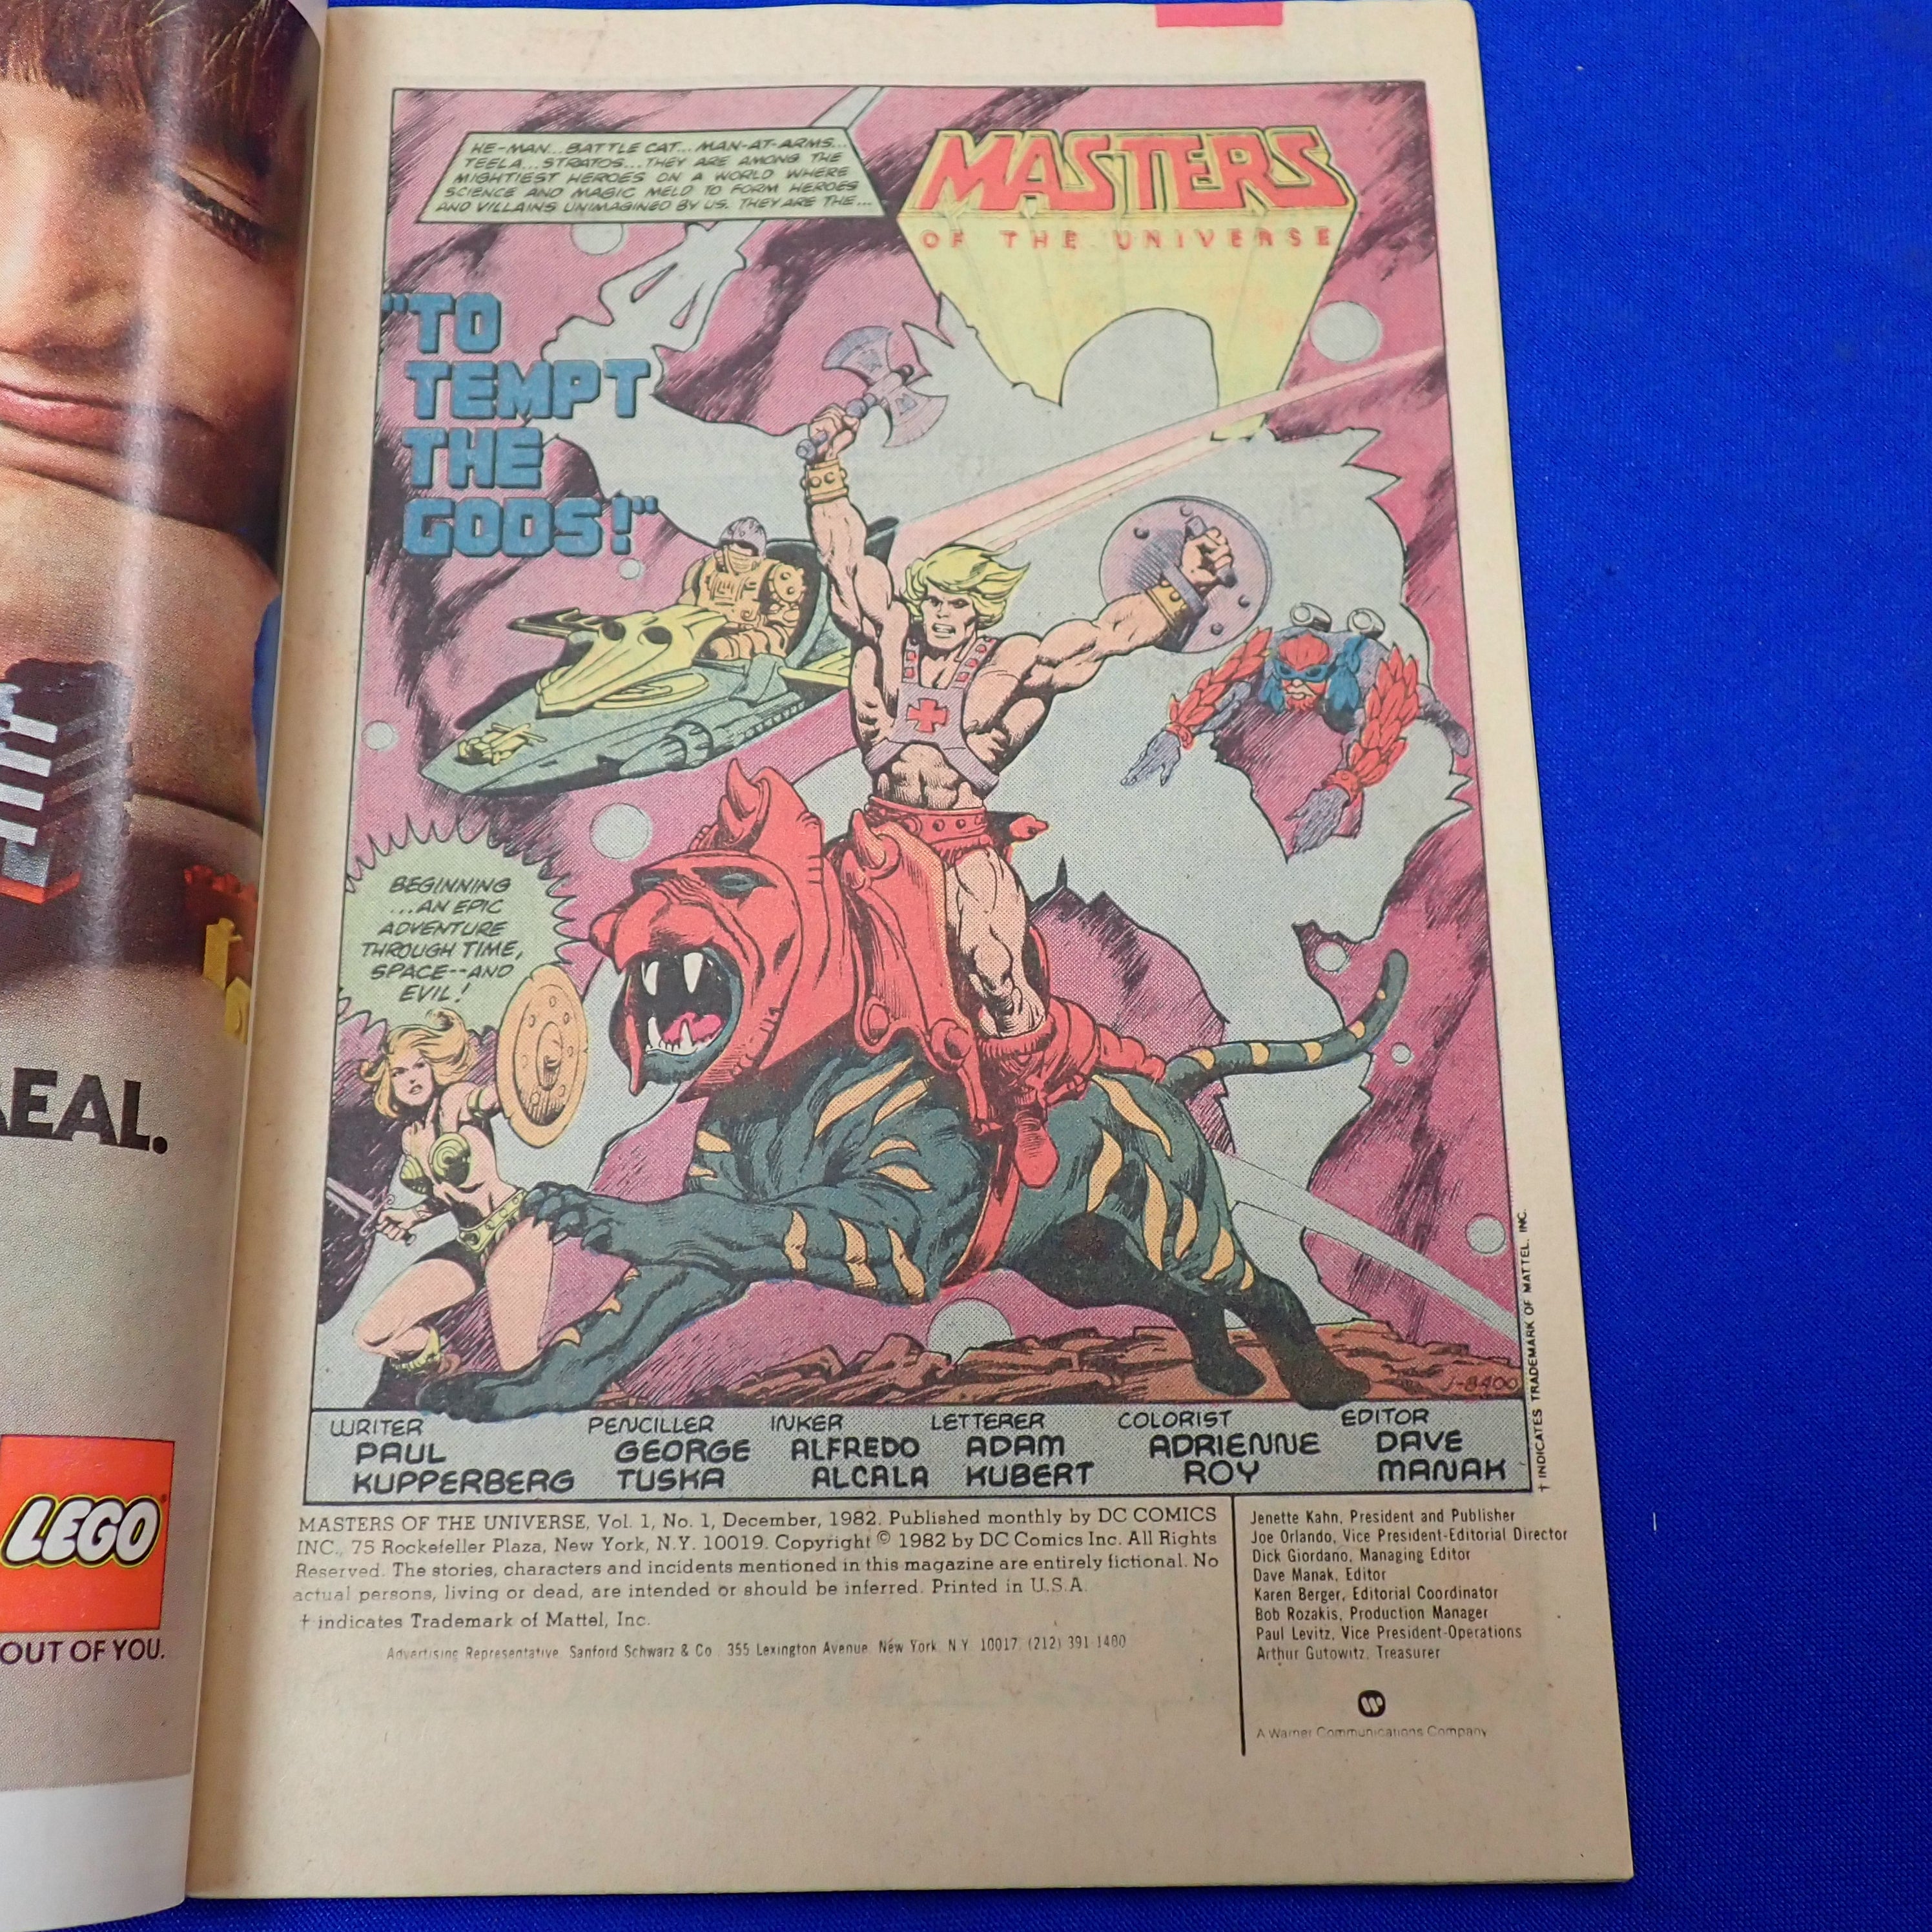 HE-MAN...BATTLE CAT...MAN-AT-ARMS...
TEELA...STRATOS...THEY ARE AMONG THE
MIGHTIEST HEROES ON A WORLD WHERE
SCIENCE AND MAGIC MELD TO FORM HEROES
AND VILLAINS UNIMAGINED BY US. THEY ARE THE...
MASTERS
OF THE UNIVERSE
"TO
TEMPT
THE
GODS!"
BEGINNING
...AN EPIC
ADVENTURE
THROUGH TIME,
SPACE--AND
EVIL!
J-8400
† INDICATES TRADEMARK OF MATTEL, INC.
WRITER
PAUL
KUPPERBERG
PENCILLER
GEORGE
TUSKA
INKER
ALFREDO
ALCALA
LETTERER
ADAM
KUBERT
COLORIST
ADRIENNE
ROY
EDITOR
DAVE
MANAK
MASTERS OF THE UNIVERSE, Vol. 1, No. 1, December, 1982. Published monthly by DC COMICS
INC., 75 Rockefeller Plaza, New York, N.Y. 10019. Copyright © 1982 by DC Comics Inc. All Rights
Reserved. The stories, characters and incidents mentioned in this magazine are entirely fictional. No
actual persons, living or dead, are intended or should be inferred. Printed in U.S.A.
† indicates Trademark of Mattel, Inc.
Advertising Representative Sanford Schwarz & Co 355 Lexington Avenue New York N Y 10017 (212) 391 1400
Jenette Kahn, President and Publisher
Joe Orlando, Vice President-Editorial Director
Dick Giordano, Managing Editor
Dave Manak, Editor
Karen Berger, Editorial Coordinator
Bob Rozakis, Production Manager
Paul Levitz, Vice President-Operations
Arthur Gutowitz, Treasurer
A Warner Communications Company
EAL.
LEGO
OUT OF YOU.